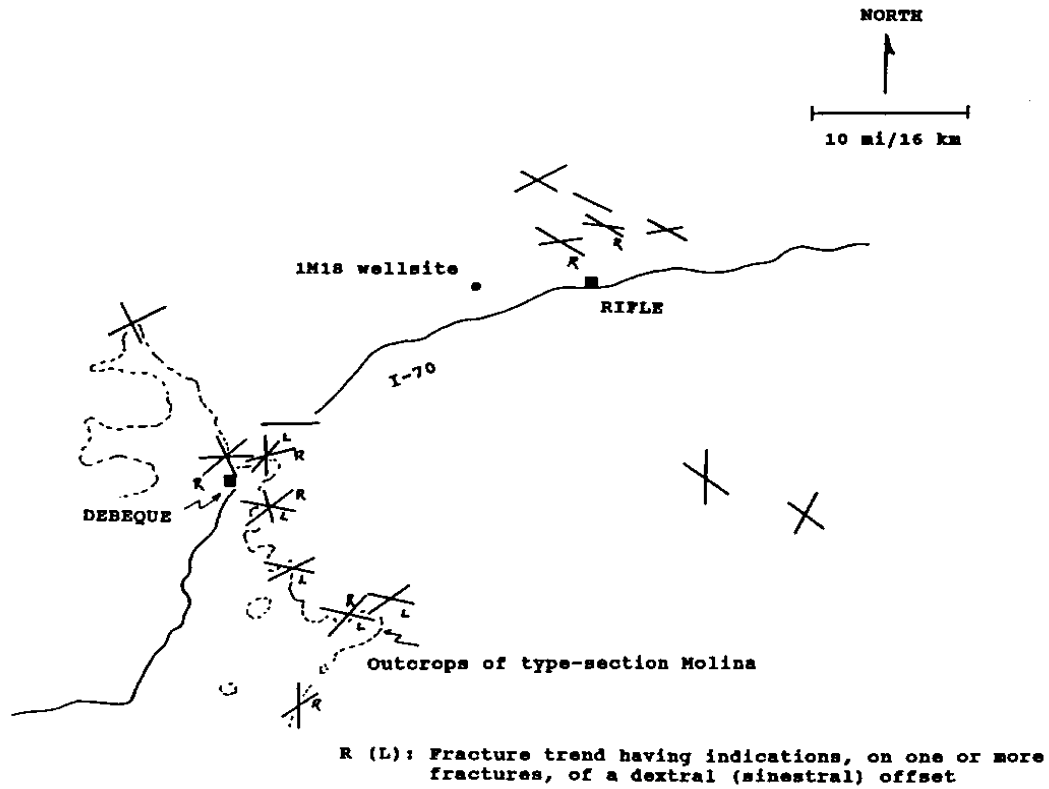 NORTH
10 mi/16 km
R
R
1M18 wellsite
RIFLE
I-70
L
R
R
R
L
DEBEQUE
L
R
L
L
Outcrops of type-section Molina
R
R (L): Fracture trend having indications, on one or more
fractures, of a dextral (sinestral) offset